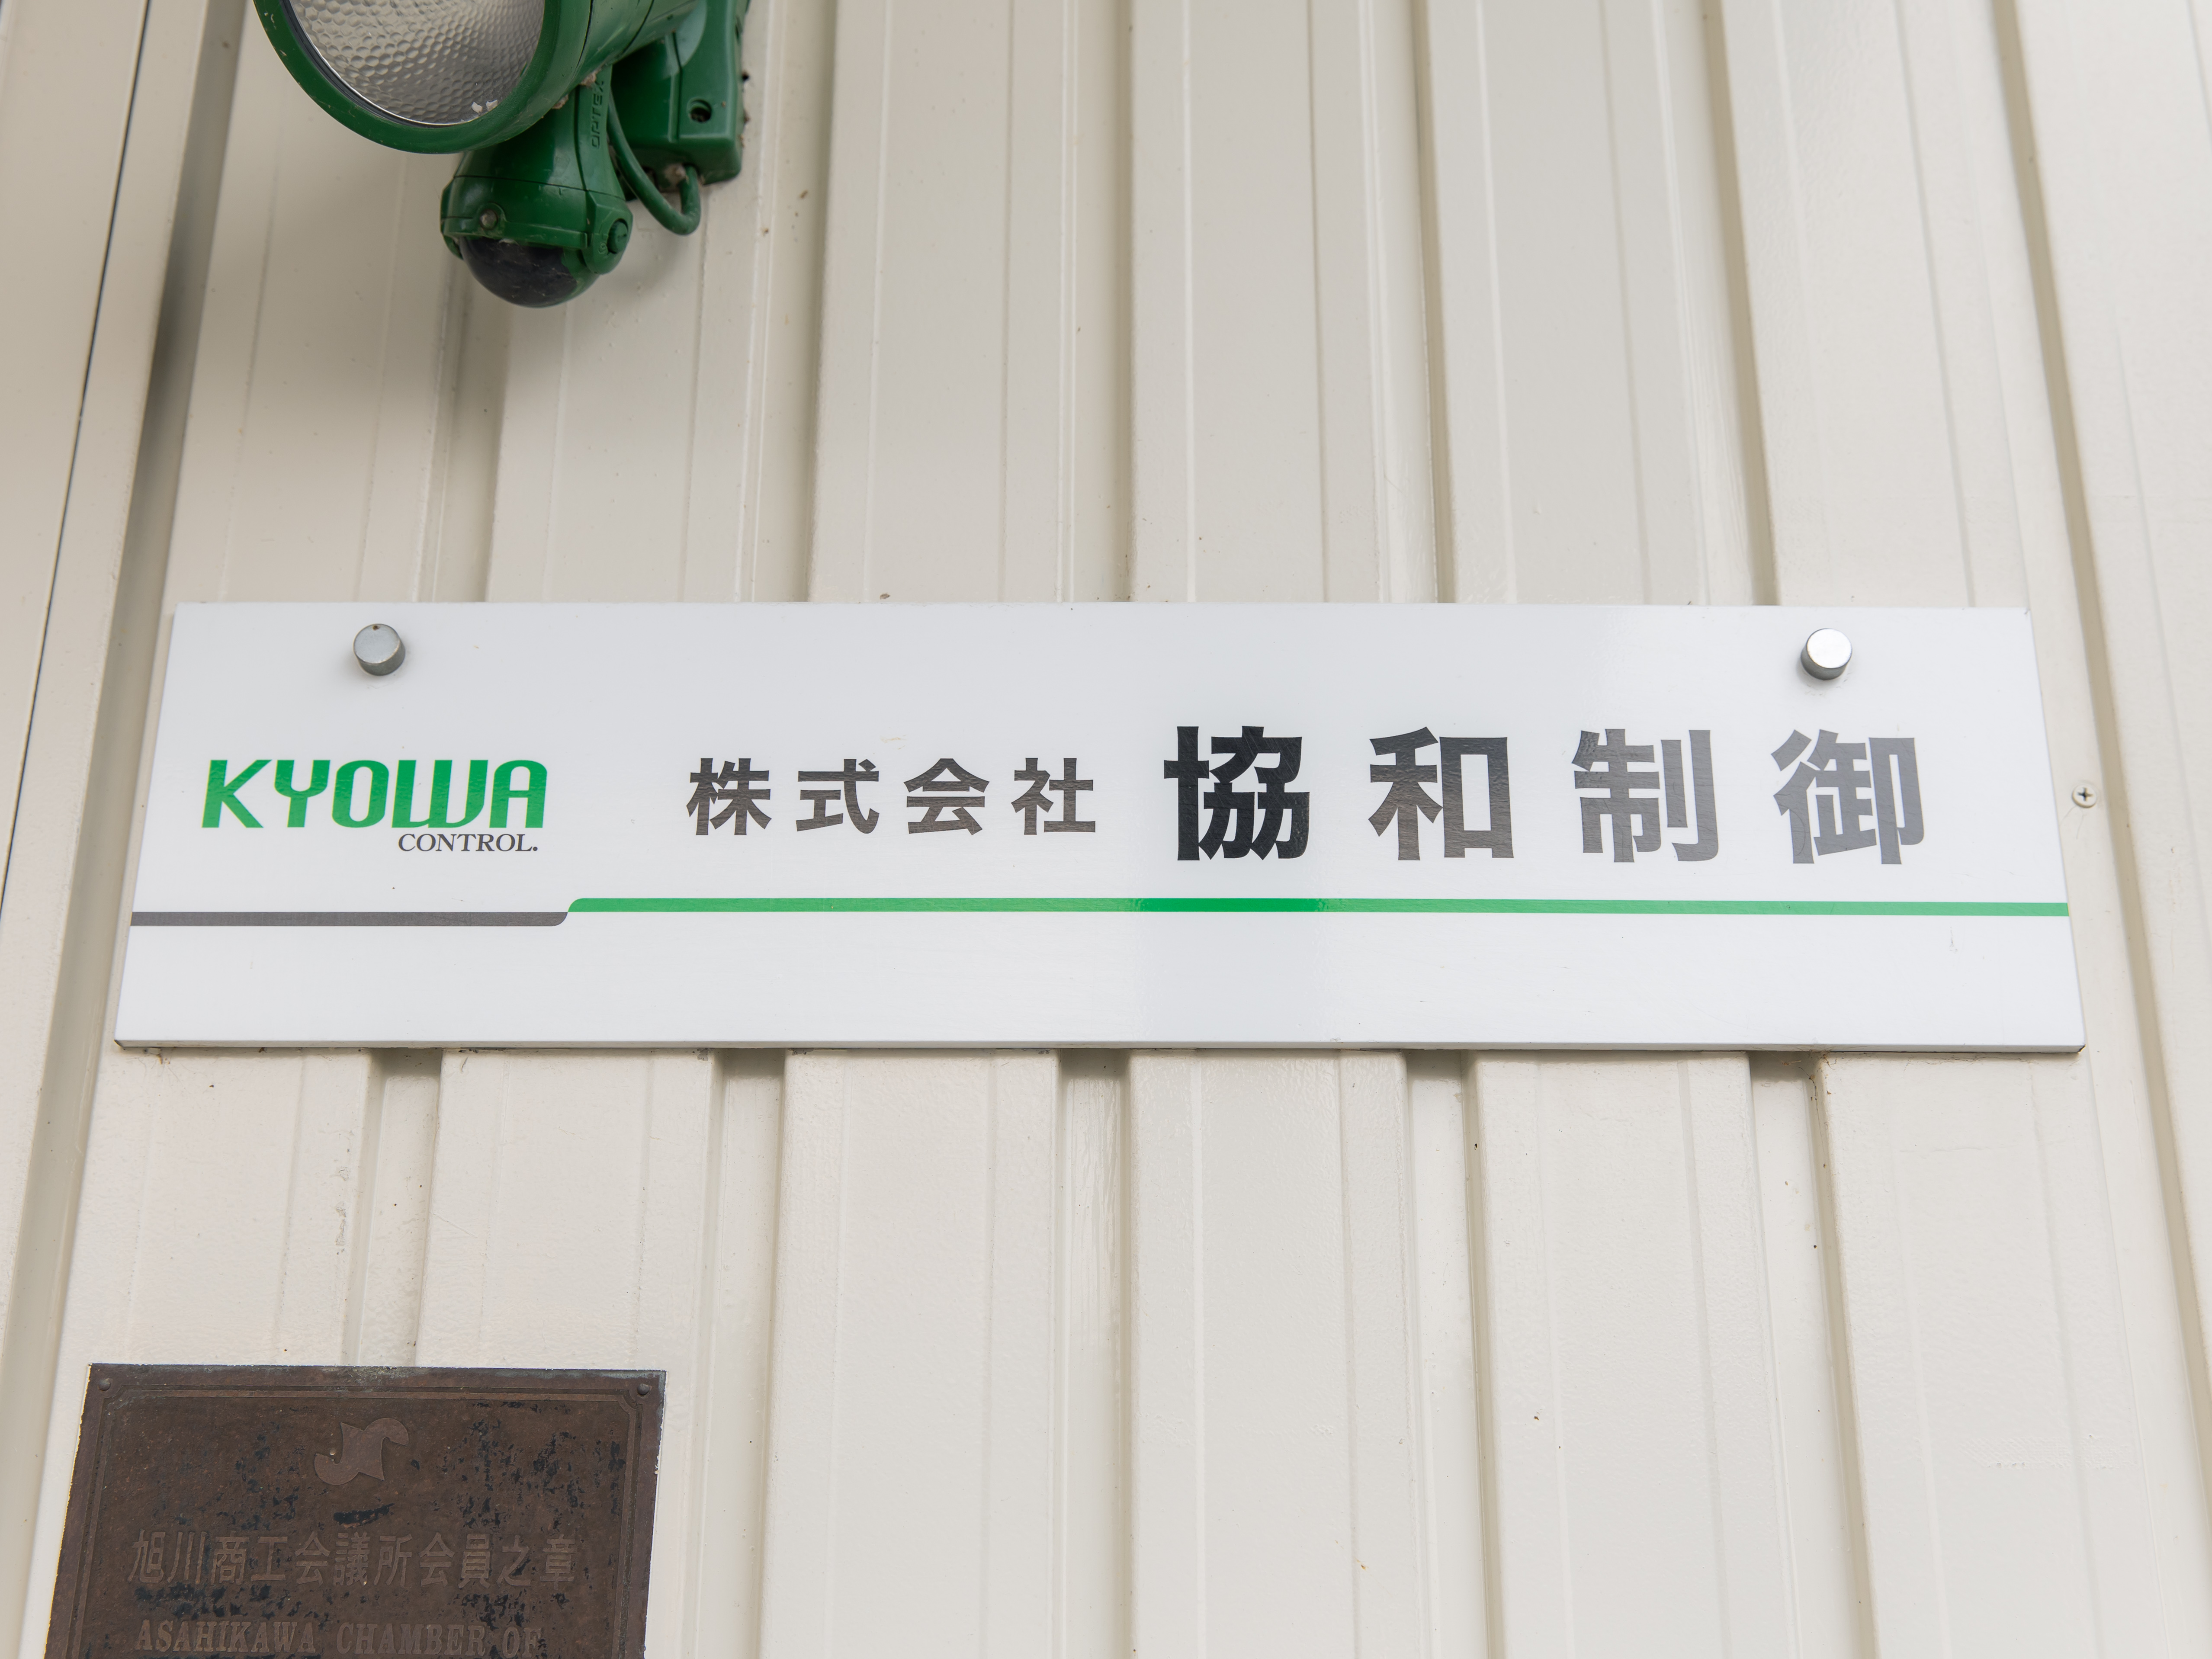 OPTEX
KYOWA
CONTROL.
株式会社 協和制御
旭川商工会議所会員之章
ASAHIKAWA CHAMBER OF